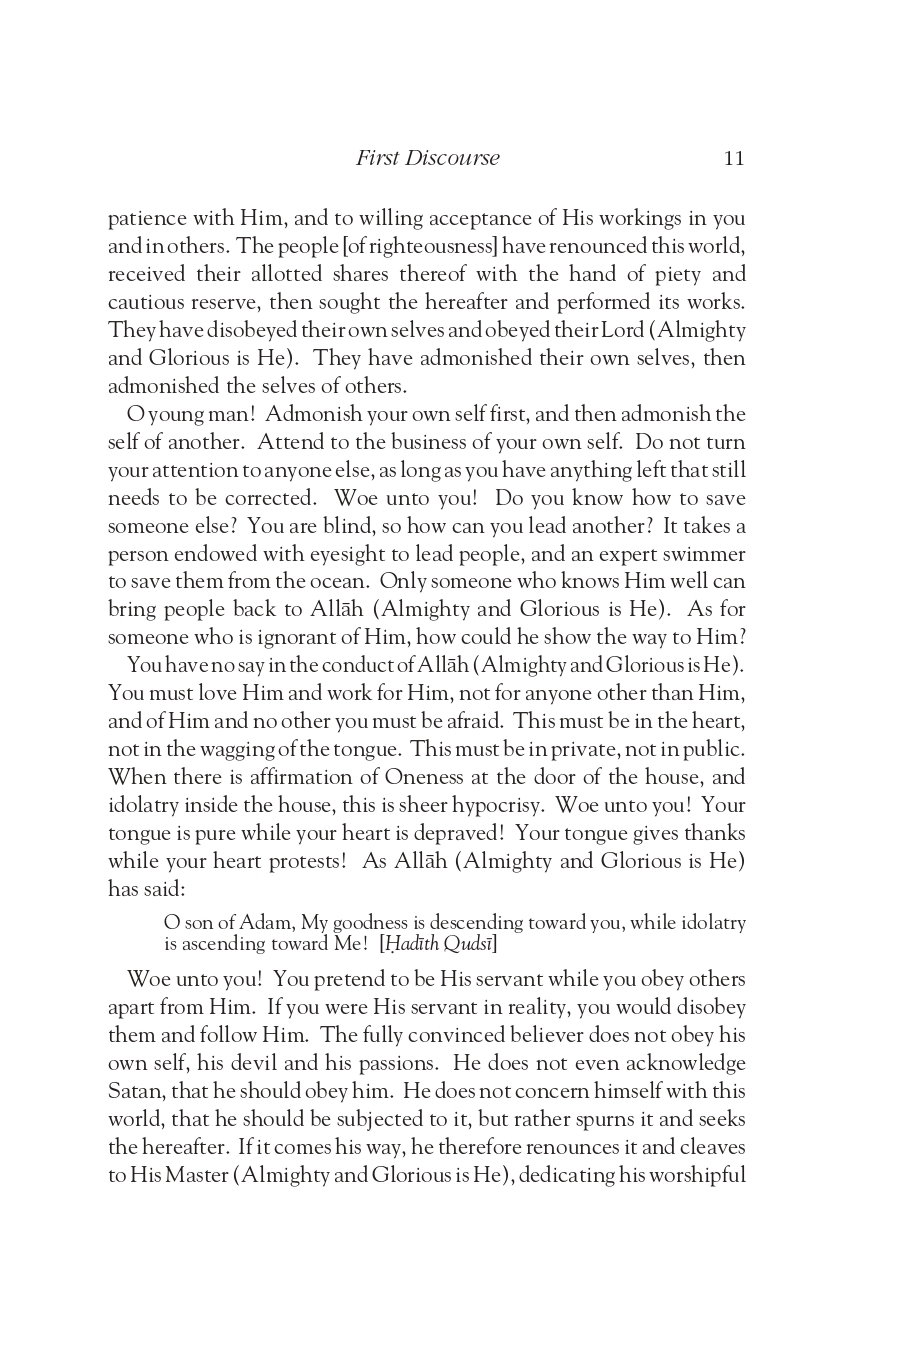 First Discourse 11
patience with Him, and to willing acceptance of His workings in you
and in others. The people [of righteousness] have renounced this world,
received their allotted shares thereof with the hand of piety and
cautious reserve, then sought the hereafter and performed its works.
They have disobeyed their own selves and obeyed their Lord (Almighty
and Glorious is He). They have admonished their own selves, then
admonished the selves of others.
O young man! Admonish your own self first, and then admonish the
self of another. Attend to the business of your own self. Do not turn
your attention to anyone else, as long as you have anything left that still
needs to be corrected. Woe unto you! Do you know how to save
someone else? You are blind, so how can you lead another? It takes a
person endowed with eyesight to lead people, and an expert swimmer
to save them from the ocean. Only someone who knows Him well can
bring people back to Allāh (Almighty and Glorious is He). As for
someone who is ignorant of Him, how could he show the way to Him?
You have no say in the conduct of Allāh (Almighty and Glorious is He).
You must love Him and work for Him, not for anyone other than Him,
and of Him and no other you must be afraid. This must be in the heart,
not in the wagging of the tongue. This must be in private, not in public.
When there is affirmation of Oneness at the door of the house, and
idolatry inside the house, this is sheer hypocrisy. Woe unto you! Your
tongue is pure while your heart is depraved! Your tongue gives thanks
while your heart protests! As Allāh (Almighty and Glorious is He)
has said:
O son of Adam, My goodness is descending toward you, while idolatry
is ascending toward Me! [Ḥadīth Qudsī]
Woe unto you! You pretend to be His servant while you obey others
apart from Him. If you were His servant in reality, you would disobey
them and follow Him. The fully convinced believer does not obey his
own self, his devil and his passions. He does not even acknowledge
Satan, that he should obey him. He does not concern himself with this
world, that he should be subjected to it, but rather spurns it and seeks
the hereafter. If it comes his way, he therefore renounces it and cleaves
to His Master (Almighty and Glorious is He), dedicating his worshipful